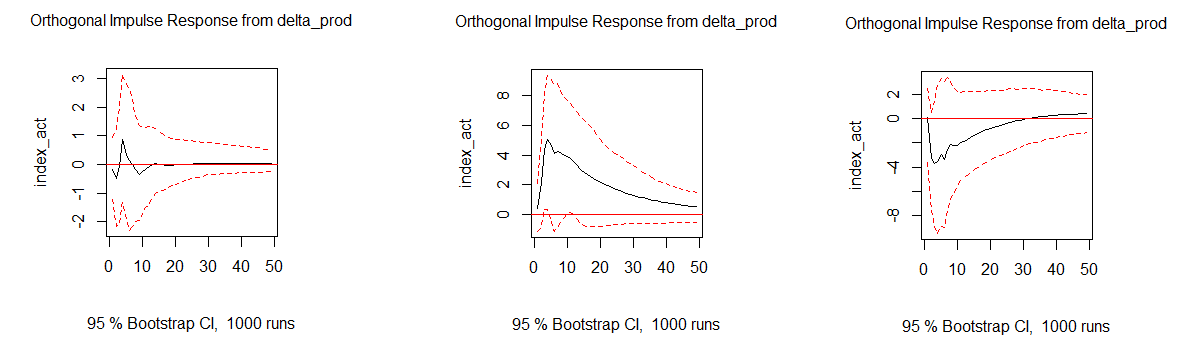 Orthogonal Impulse Response from delta_prod
index_act
3
2
1
0
-1
-2
0 10 20 30 40 50
95 % Bootstrap CI, 1000 runs
Orthogonal Impulse Response from delta_prod
index_act
8
6
4
2
0
0 10 20 30 40 50
95 % Bootstrap CI, 1000 runs
Orthogonal Impulse Response from delta_prod
index_act
2
0
-4
-8
0 10 20 30 40 50
95 % Bootstrap CI, 1000 runs